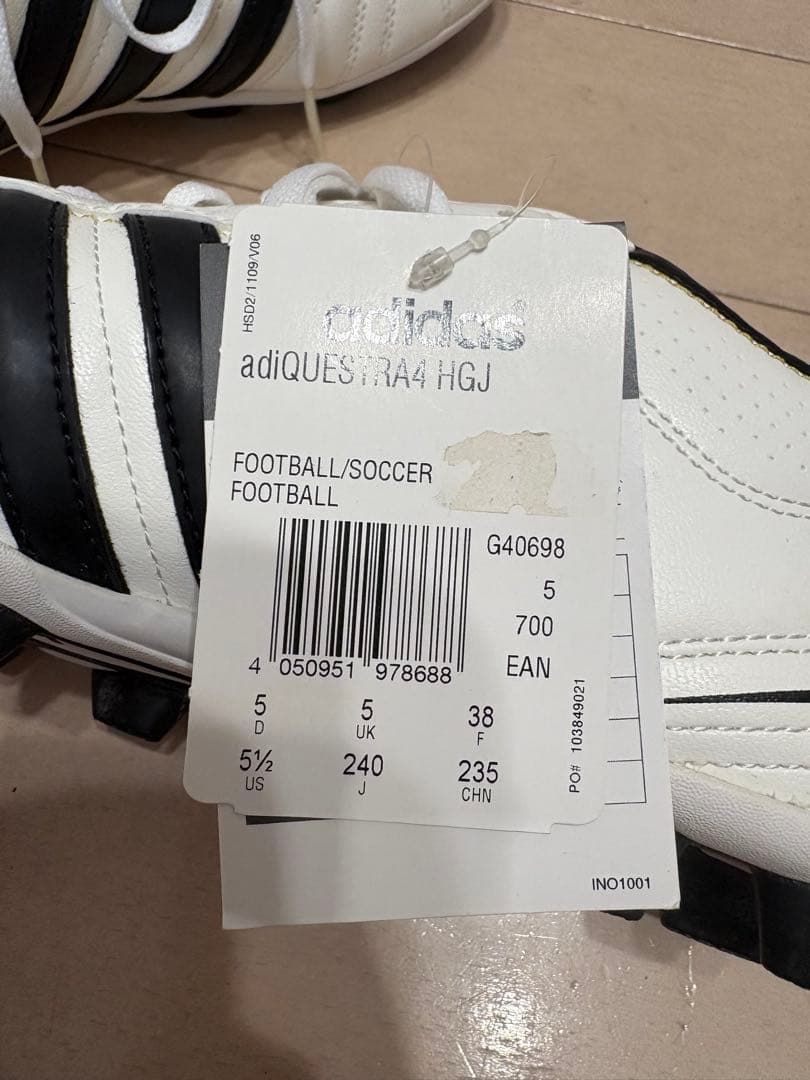 HSD2/1109/V06
adidas
adiQUESTRA4 HGJ
FOOTBALL/SOCCER
FOOTBALL
G40698
5
700
4 050951 978688 EAN
5 5 38
D UK F
5½ 240 235
US J CHN
PO# 103849021
INO1001